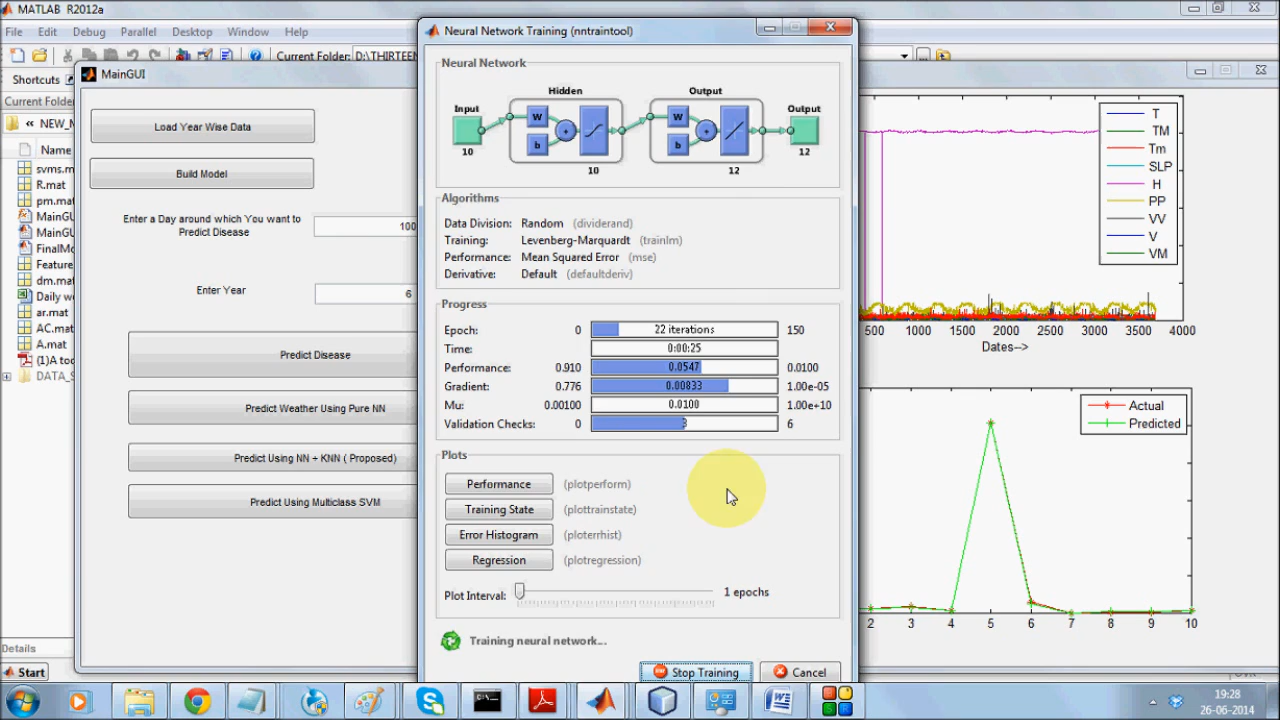 MATLAB R2012a
File Edit Debug Parallel Desktop Window Help
Current Folder: D:\THIRTEEN
Shortcuts
Current Folder
« NEW_N
Name
svms.m
R.mat
pm.mat
MainGU
MainGU
FinalMo
Feature
dm.mat
Daily w
ar.mat
AC.mat
A.mat
(1)A too
DATA_S
Details
Start
MainGUI
Load Year Wise Data
Build Model
Enter a Day around which You want to
Predict Disease
100
Enter Year
6
Predict Disease
Predict Weather Using Pure NN
Predict Using NN + KNN ( Proposed)
Predict Using Multiclass SVM
Neural Network Training (nntraintool)
Neural Network
Hidden Output
Input Output
W W
b b
+ +
10 12
10 12
Algorithms
Data Division: Random (dividerand)
Training: Levenberg-Marquardt (trainlm)
Performance: Mean Squared Error (mse)
Derivative: Default (defaultderiv)
Progress
Epoch: 0 22 iterations 150
Time: 0:00:25
Performance: 0.910 0.0547 0.0100
Gradient: 0.776 0.00833 1.00e-05
Mu: 0.00100 0.0100 1.00e+10
Validation Checks: 0 3 6
Plots
Performance (plotperform)
Training State (plottrainstate)
Error Histogram (ploterrhist)
Regression (plotregression)
Plot Interval: 1 epochs
Training neural network...
Stop Training Cancel
T
TM
Tm
SLP
H
PP
VV
V
VM
500 1000 1500 2000 2500 3000 3500 4000
Dates-->
Actual
Predicted
2 3 4 5 6 7 8 9 10
19:28
26-06-2014